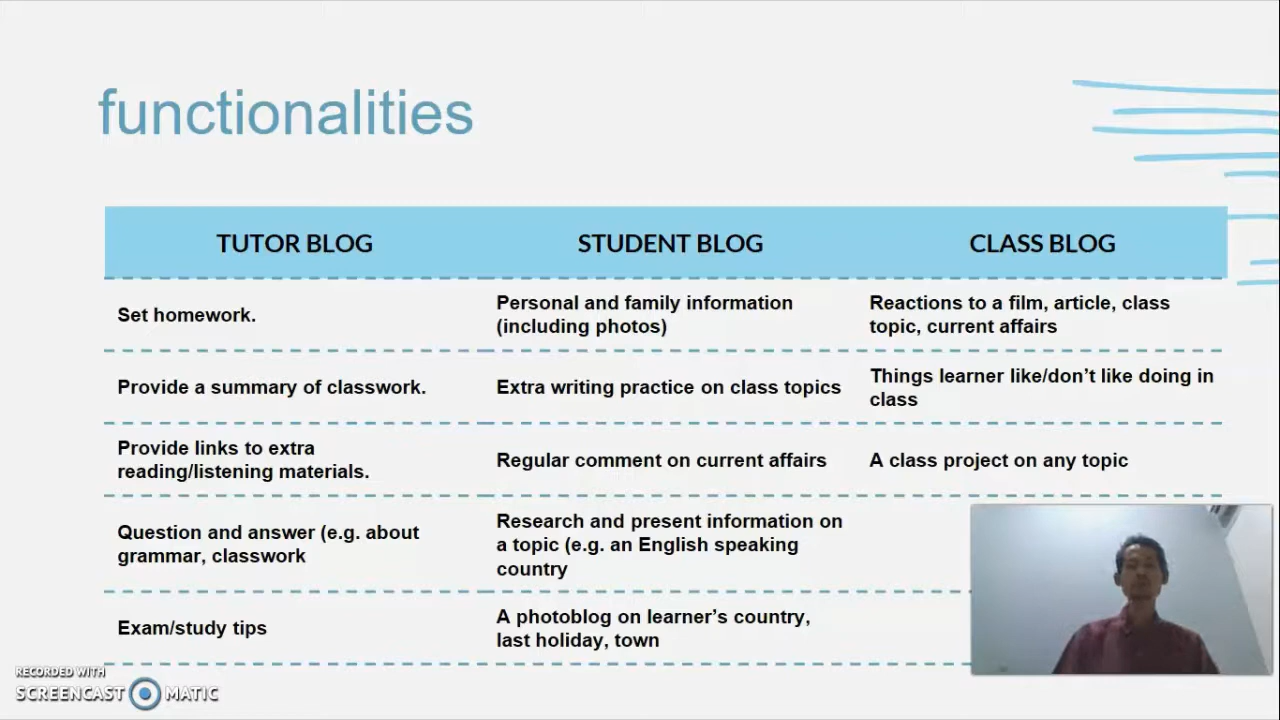 functionalities
TUTOR BLOG
STUDENT BLOG
CLASS BLOG
Set homework.
Personal and family information
(including photos)
Reactions to a film, article, class
topic, current affairs
Provide a summary of classwork.
Extra writing practice on class topics
Things learner like/don’t like doing in
class
Provide links to extra
reading/listening materials.
Regular comment on current affairs
A class project on any topic
Question and answer (e.g. about
grammar, classwork
Research and present information on
a topic (e.g. an English speaking
country
Exam/study tips
A photoblog on learner’s country,
last holiday, town
RECORDED WITH
SCREENCAST MATIC